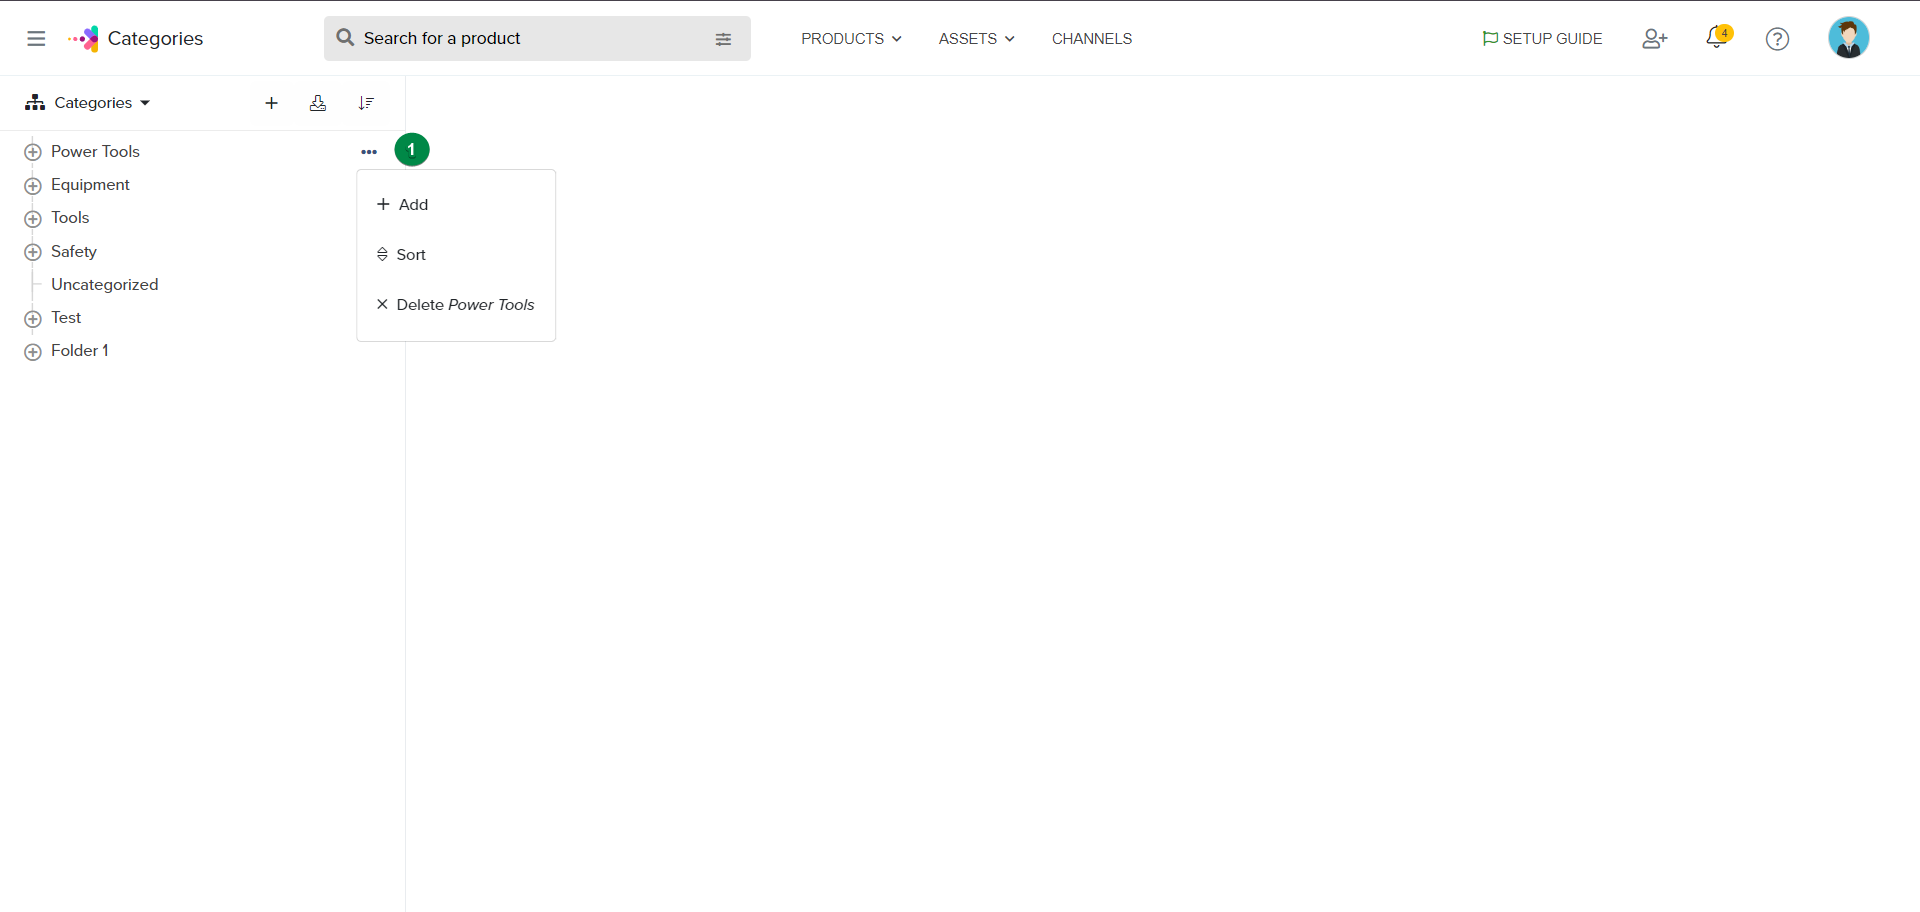 Categories
Search for a product
PRODUCTS
ASSETS
CHANNELS
SETUP GUIDE
4
?
Categories
Power Tools
1
Equipment
Tools
Safety
Uncategorized
Test
Folder 1
Add
Sort
Delete Power Tools